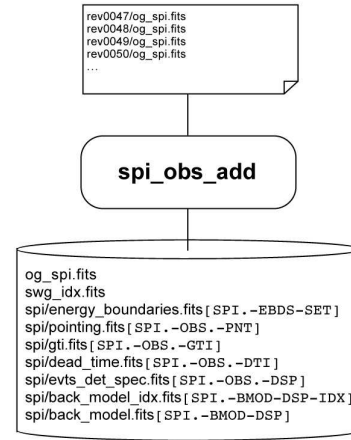 rev0047/og_spi.fits
rev0048/og_spi.fits
rev0049/og_spi.fits
rev0050/og_spi.fits
...
spi_obs_add
og_spi.fits
swg_idx.fits
spi/energy_boundaries.fits[SPI.-EBDS-SET]
spi/pointing.fits[SPI.-OBS.-PNT]
spi/gti.fits[SPI.-OBS.-GTI]
spi/dead_time.fits[SPI.-OBS.-DTI]
spi/evts_det_spec.fits[SPI.-OBS.-DSP]
spi/back_model_idx.fits[SPI.-BMOD-DSP-IDX]
spi/back_model.fits[SPI.-BMOD-DSP]